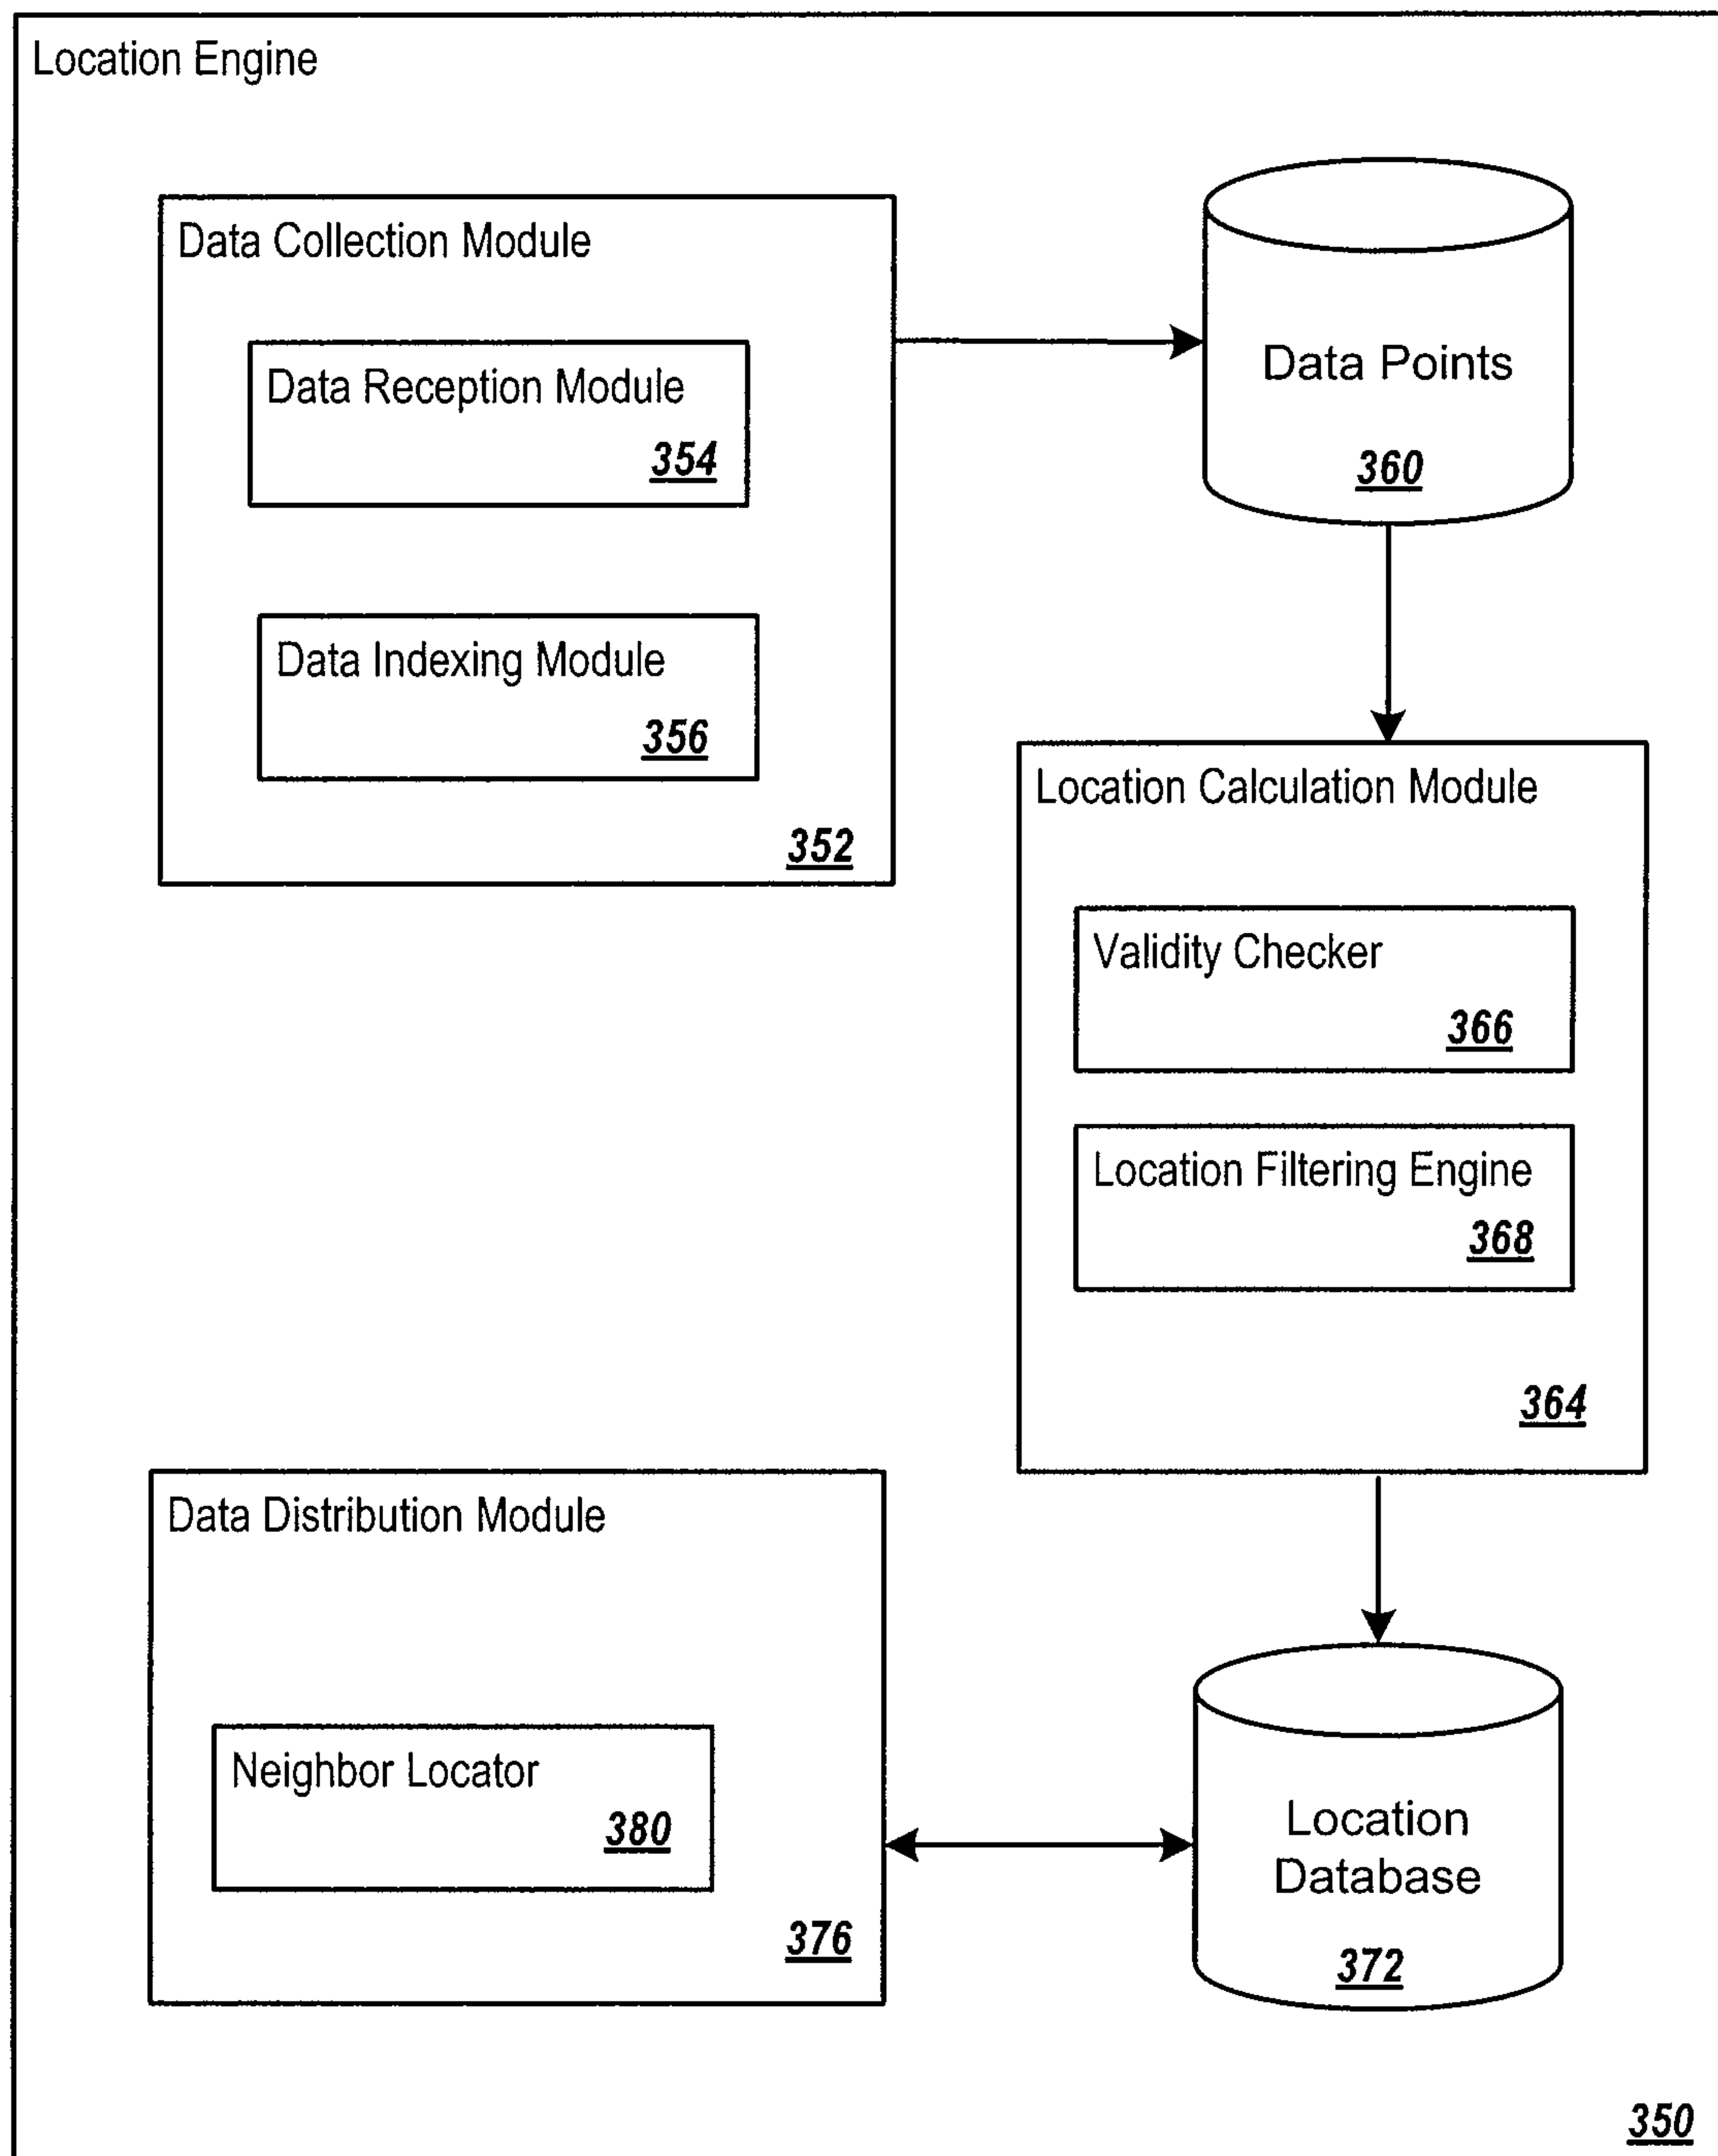 Location Engine
Data Collection Module
Data Reception Module
354
Data Indexing Module
356
352
Data Points
360
Location Calculation Module
Validity Checker
366
Location Filtering Engine
368
364
Data Distribution Module
Neighbor Locator
380
376
Location
Database
372
350